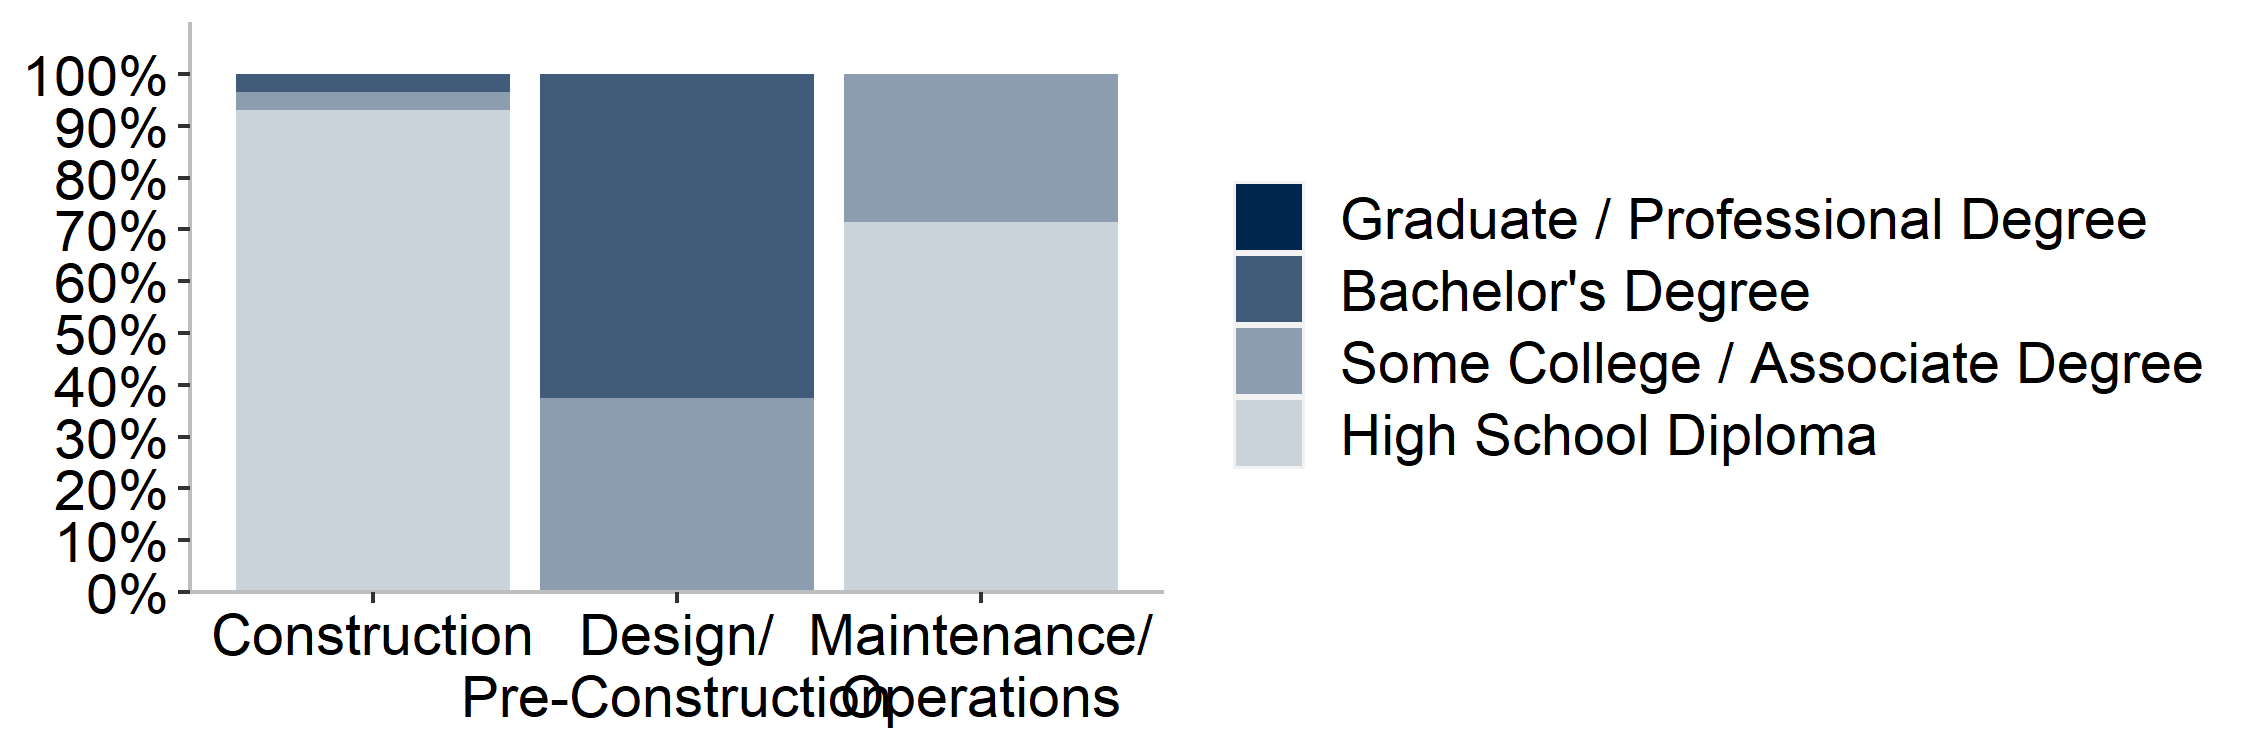 100%
90%
80%
70%
60%
50%
40%
30%
20%
10%
0%
Construction
Design/
Pre-Construction
Maintenance/
Operations
Graduate / Professional Degree
Bachelor's Degree
Some College / Associate Degree
High School Diploma